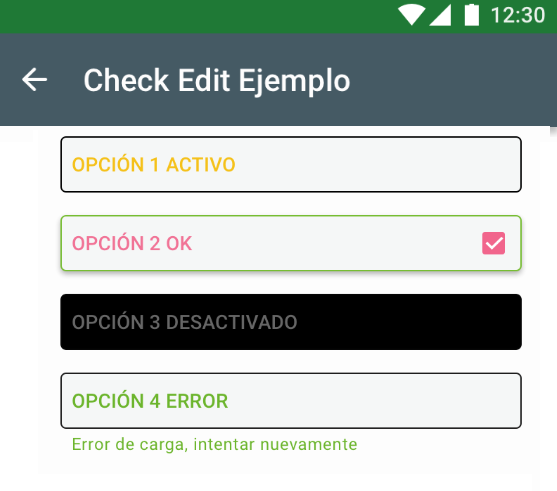 12:30
Check Edit Ejemplo
OPCIÓN 1 ACTIVO
OPCIÓN 2 OK
OPCIÓN 3 DESACTIVADO
OPCIÓN 4 ERROR
Error de carga, intentar nuevamente